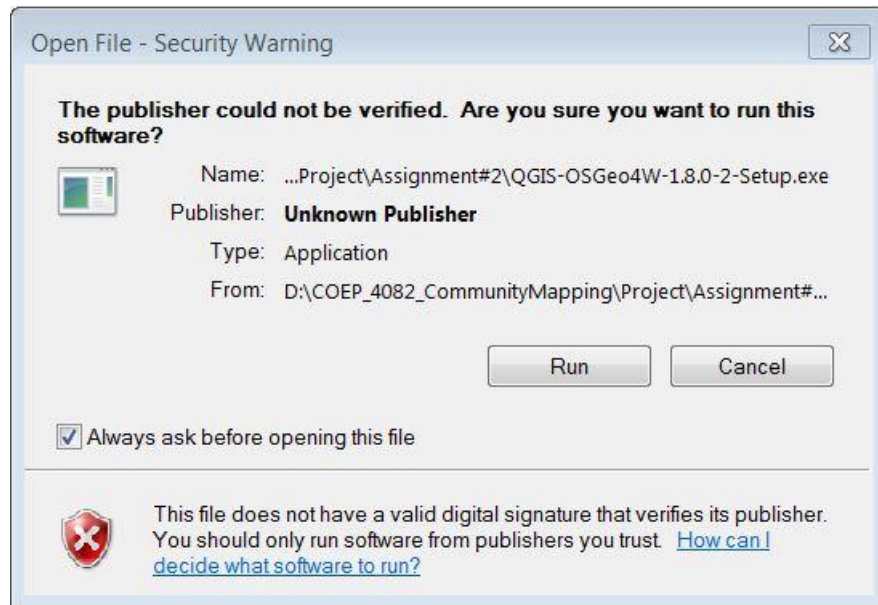 Open File - Security Warning
The publisher could not be verified. Are you sure you want to run this
software?
Name: ...Project\Assignment#2\QGIS-OSGeo4W-1.8.0-2-Setup.exe
Publisher: Unknown Publisher
Type: Application
From: D:\COEP_4082_CommunityMapping\Project\Assignment#...
Run Cancel
Always ask before opening this file
This file does not have a valid digital signature that verifies its publisher.
You should only run software from publishers you trust. How can I
decide what software to run?